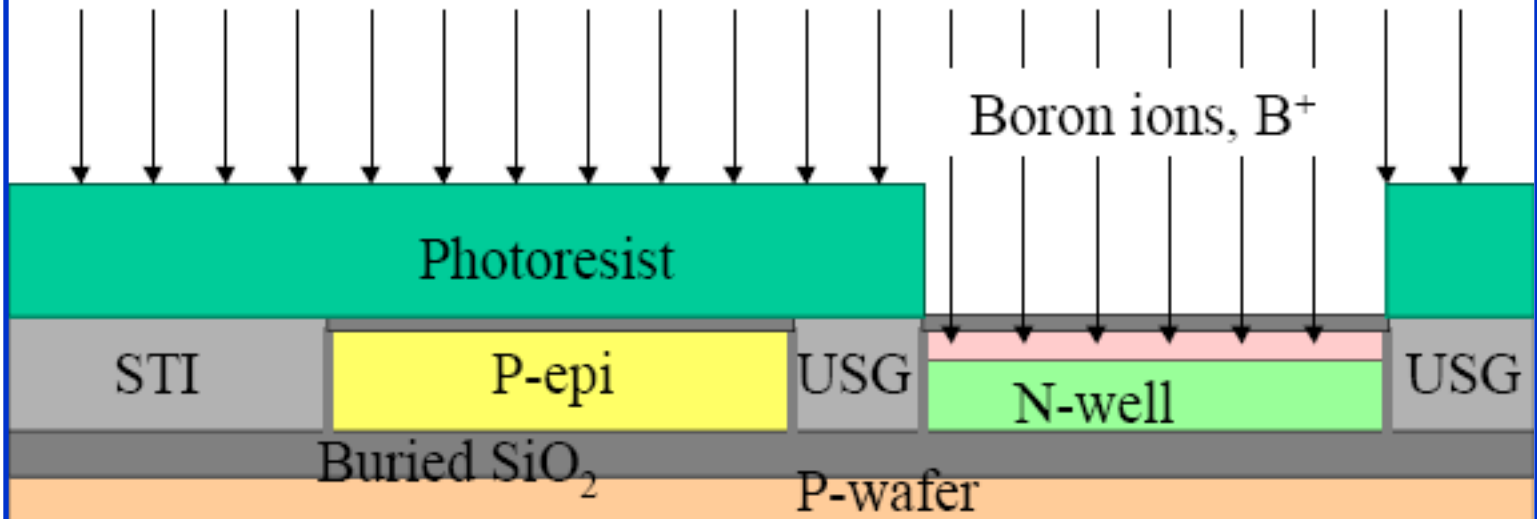 Boron ions, B⁺
Photoresist
STI
P-epi
USG
N-well
USG
Buried SiO₂
P-wafer